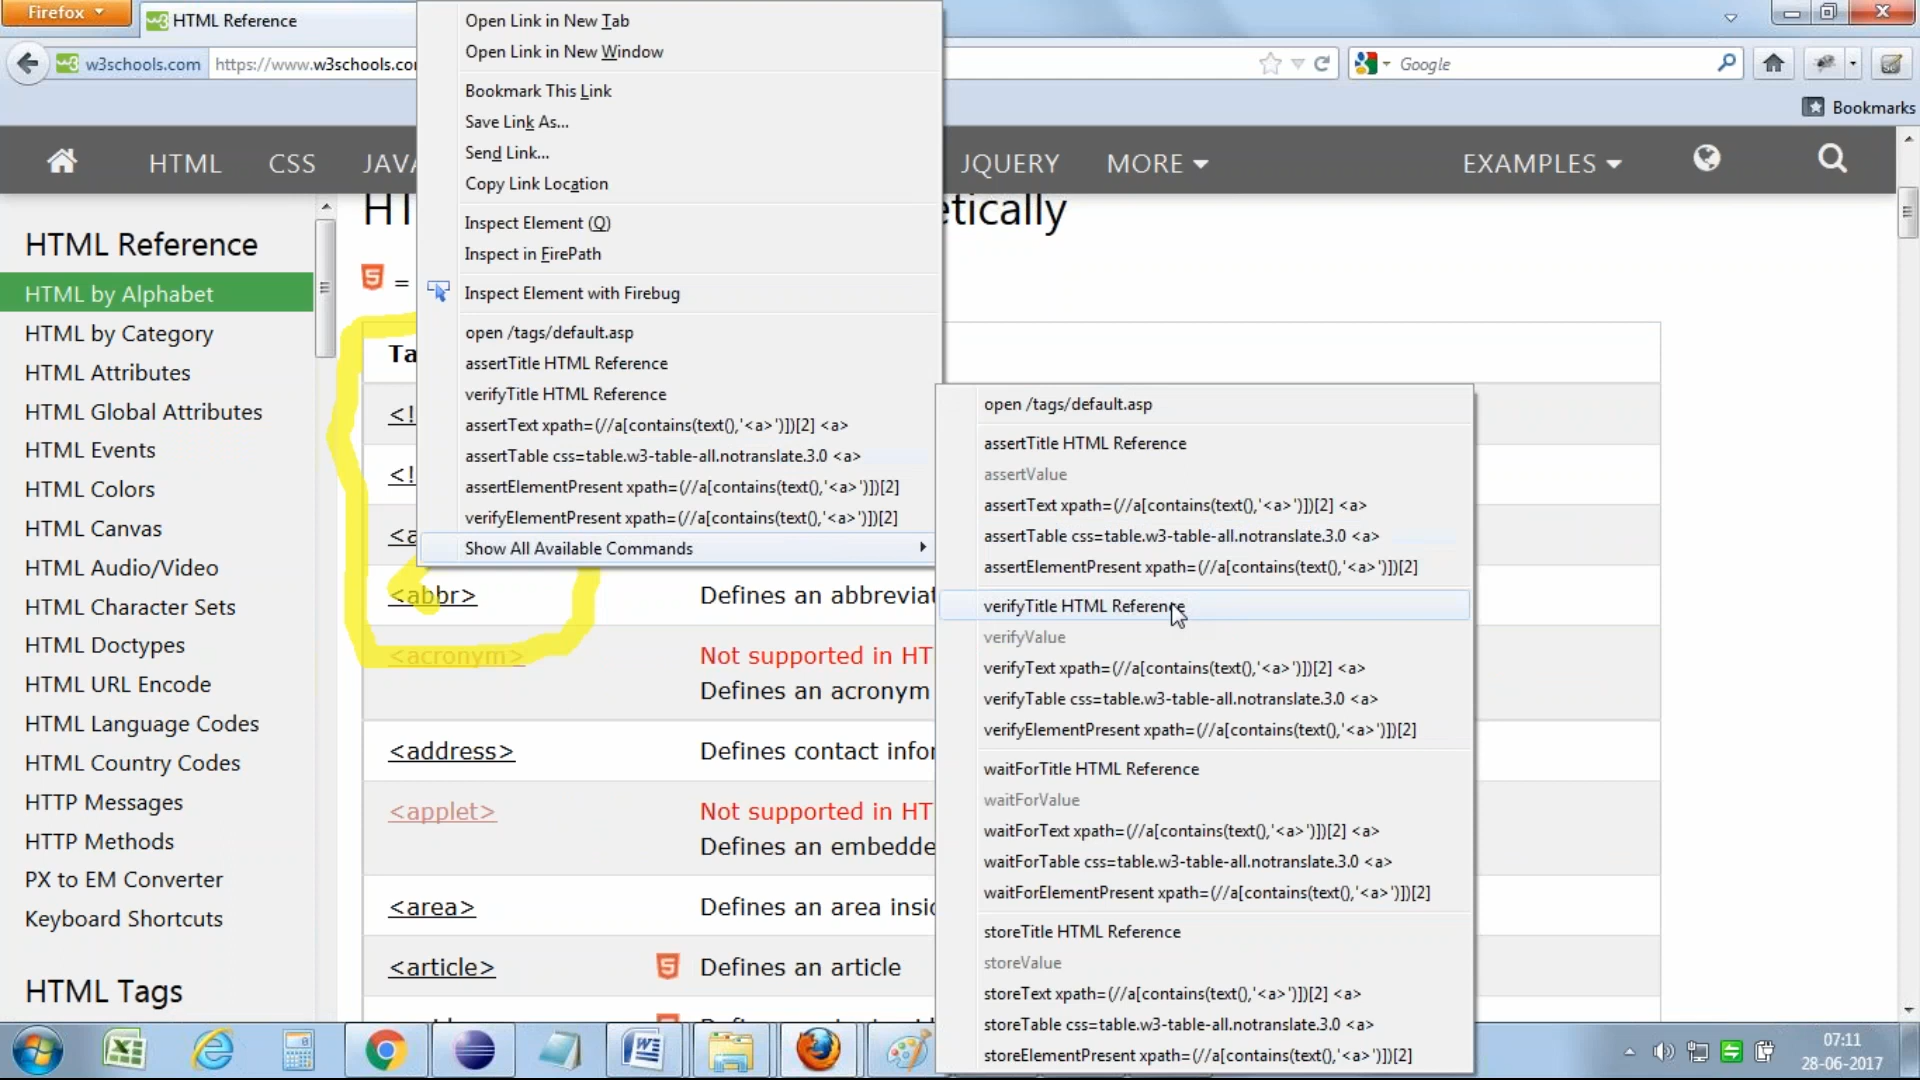 Firefox
HTML Reference
w3schools.com
https://www.w3schools.co
Google
Bookmarks
HTML
CSS
JAVA
JQUERY
MORE
EXAMPLES
Open Link in New Tab
Open Link in New Window
Bookmark This Link
Save Link As...
Send Link...
Copy Link Location
Inspect Element (Q)
Inspect in FirePath
Inspect Element with Firebug
open /tags/default.asp
assertTitle HTML Reference
verifyTitle HTML Reference
assertText xpath=(//a[contains(text(),'<a>')])[2] <a>
assertTable css=table.w3-table-all.notranslate.3.0 <a>
assertElementPresent xpath=(//a[contains(text(),'<a>')])[2]
verifyElementPresent xpath=(//a[contains(text(),'<a>')])[2]
Show All Available Commands
open /tags/default.asp
assertTitle HTML Reference
assertValue
assertText xpath=(//a[contains(text(),'<a>')])[2] <a>
assertTable css=table.w3-table-all.notranslate.3.0 <a>
assertElementPresent xpath=(//a[contains(text(),'<a>')])[2]
verifyTitle HTML Reference
verifyValue
verifyText xpath=(//a[contains(text(),'<a>')])[2] <a>
verifyTable css=table.w3-table-all.notranslate.3.0 <a>
verifyElementPresent xpath=(//a[contains(text(),'<a>')])[2]
waitForTitle HTML Reference
waitForValue
waitForText xpath=(//a[contains(text(),'<a>')])[2] <a>
waitForTable css=table.w3-table-all.notranslate.3.0 <a>
waitForElementPresent xpath=(//a[contains(text(),'<a>')])[2]
storeTitle HTML Reference
storeValue
storeText xpath=(//a[contains(text(),'<a>')])[2] <a>
storeTable css=table.w3-table-all.notranslate.3.0 <a>
storeElementPresent xpath=(//a[contains(text(),'<a>')])[2]
HTML Reference
HTML by Alphabet
HTML by Category
HTML Attributes
HTML Global Attributes
HTML Events
HTML Colors
HTML Canvas
HTML Audio/Video
HTML Character Sets
HTML Doctypes
HTML URL Encode
HTML Language Codes
HTML Country Codes
HTTP Messages
HTTP Methods
PX to EM Converter
Keyboard Shortcuts
HTML Tags
HT etically
5 =
Ta
<!
<!
<a
<abbr> Defines an abbreviat
<acronym> Not supported in HT
Defines an acronym
<address> Defines contact infor
<applet> Not supported in HT
Defines an embedde
<area> Defines an area insid
<article> 5 Defines an article
07:11
28-06-2017